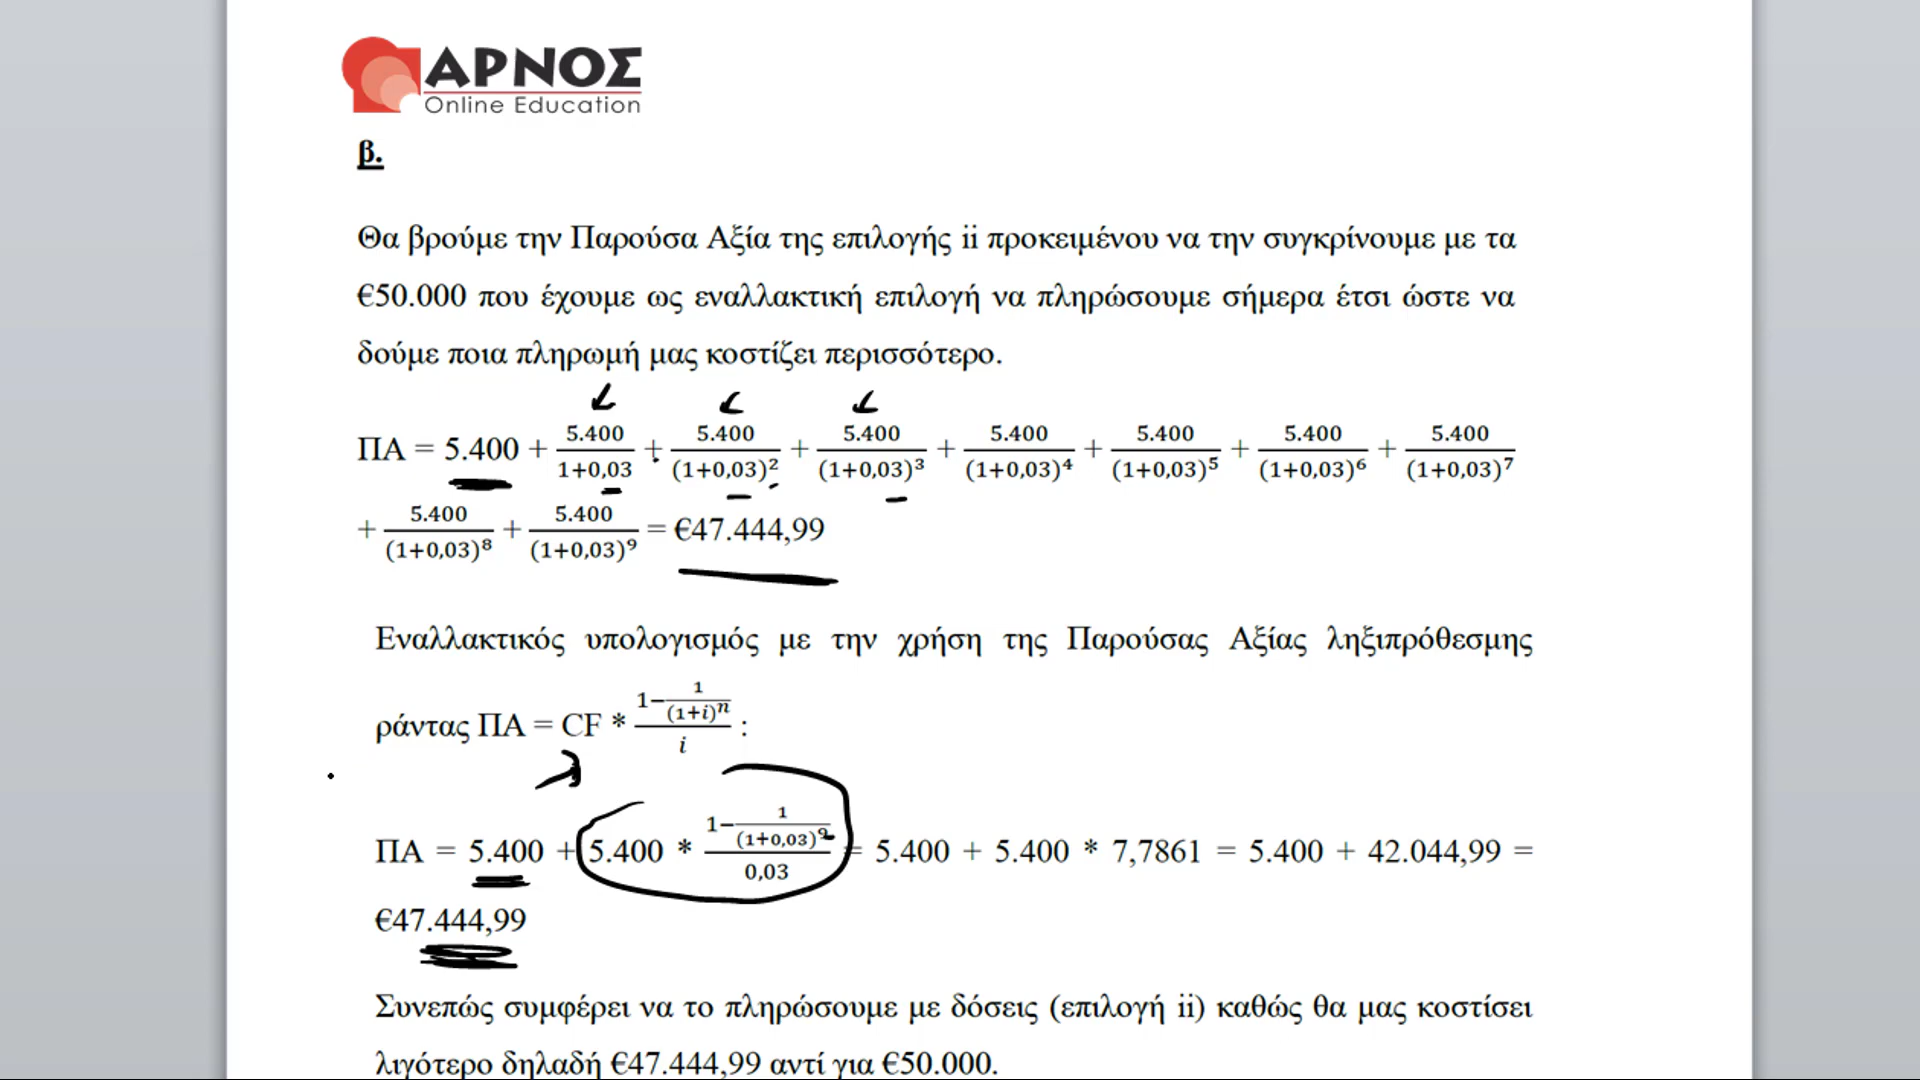 ΑΡΝΟΣ
Online Education
β.
Θα βρούμε την Παρούσα Αξία της επιλογής ii προκειμένου να την συγκρίνουμε με τα
€50.000 που έχουμε ως εναλλακτική επιλογή να πληρώσουμε σήμερα έτσι ώστε να
δούμε ποια πληρωμή μας κοστίζει περισσότερο.
ΠΑ = 5.400 + 5.400/(1+0,03) + 5.400/(1+0,03)² + 5.400/(1+0,03)³ + 5.400/(1+0,03)⁴ + 5.400/(1+0,03)⁵ + 5.400/(1+0,03)⁶ + 5.400/(1+0,03)⁷
+ 5.400/(1+0,03)⁸ + 5.400/(1+0,03)⁹ = €47.444,99
Εναλλακτικός υπολογισμός με την χρήση της Παρούσας Αξίας ληξιπρόθεσμης
ράντας ΠΑ = CF * (1−1/(1+i)ⁿ)/i :
ΠΑ = 5.400 + 5.400 * (1−1/(1+0,03)⁹)/0,03 = 5.400 + 5.400 * 7,7861 = 5.400 + 42.044,99 =
€47.444,99
Συνεπώς συμφέρει να το πληρώσουμε με δόσεις (επιλογή ii) καθώς θα μας κοστίσει
λιγότερο δηλαδή €47.444,99 αντί για €50.000.